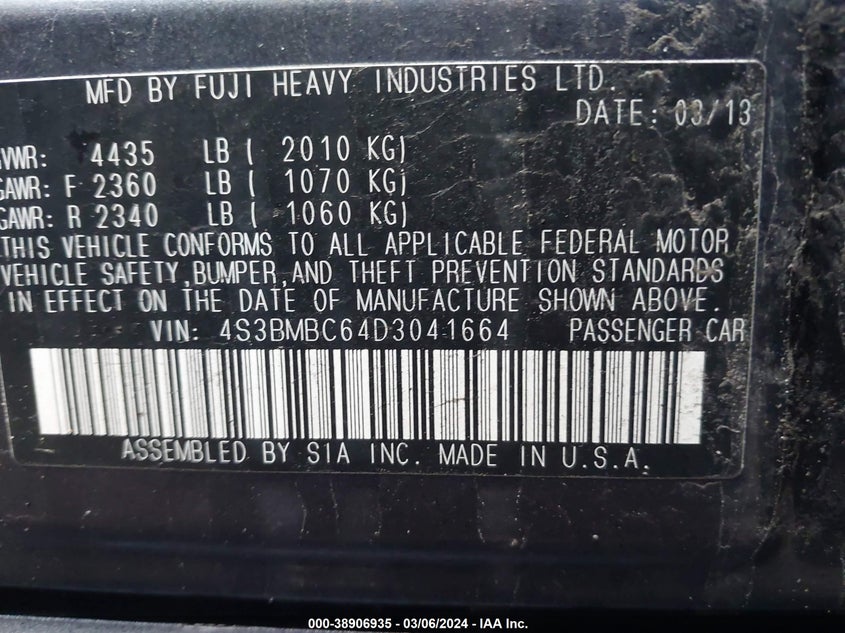 MFD BY FUJI HEAVY INDUSTRIES LTD.
DATE: 03/13
VWR: 4435 LB ( 2010 KG)
GAWR: F 2360 LB ( 1070 KG)
GAWR: R 2340 LB ( 1060 KG)
THIS VEHICLE CONFORMS TO ALL APPLICABLE FEDERAL MOTOR
VEHICLE SAFETY,BUMPER,AND THEFT PREVENTION STANDARDS
IN EFFECT ON THE DATE OF MANUFACTURE SHOWN ABOVE.
VIN: 4S3BMBC64D3041664 PASSENGER CAR
ASSEMBLED BY SIA INC. MADE IN U.S.A.
000-38906935 - 03/06/2024 - IAA Inc.